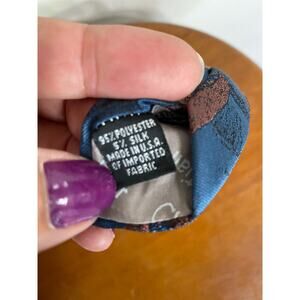 95% POLYESTER
5% SILK
MADE IN U.S.A.
OF IMPORTED
FABRIC